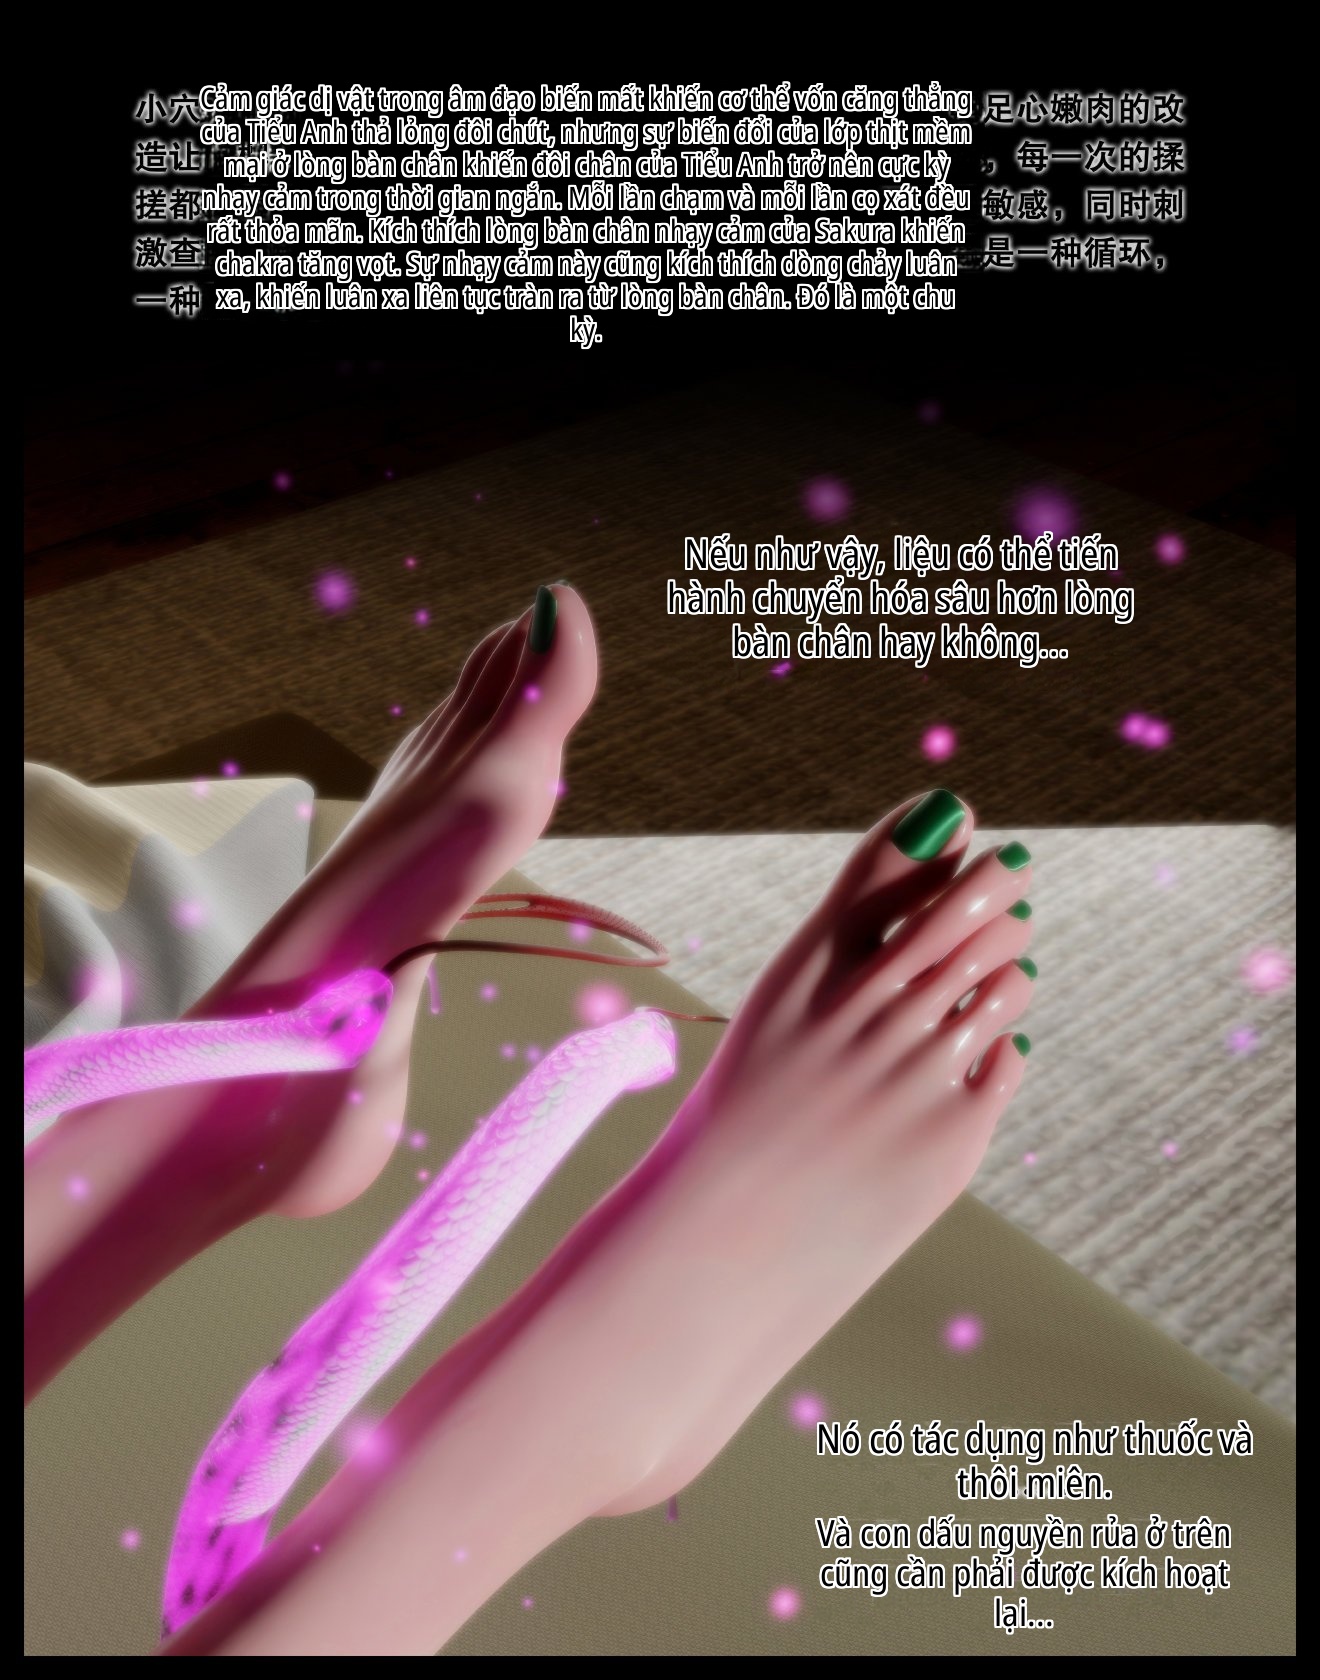 小穴
Cảm giác dị vật trong âm đạo biến mất khiến cơ thể vốn căng thẳng
của Tiểu Anh thả lỏng đôi chút, nhưng sự biến đổi của lớp thịt mềm
mại ở lòng bàn chân khiến đôi chân của Tiểu Anh trở nên cực kỳ
nhạy cảm trong thời gian ngắn. Mỗi lần chạm và mỗi lần cọ xát đều
rất thỏa mãn. Kích thích lòng bàn chân nhạy cảm của Sakura khiến
chakra tăng vọt. Sự nhạy cảm này cũng kích thích dòng chảy luân
xa, khiến luân xa liên tục tràn ra từ lòng bàn chân. Đó là một chu
kỳ.
足心嫩肉的改
造让
，每一次的揉
搓都
敏感，同时刺
激查
是一种循环，
一种
Nếu như vậy, liệu có thể tiến
hành chuyển hóa sâu hơn lòng
bàn chân hay không...
Nó có tác dụng như thuốc và
thôi miên.
Và con dấu nguyền rủa ở trên
cũng cần phải được kích hoạt
lại...